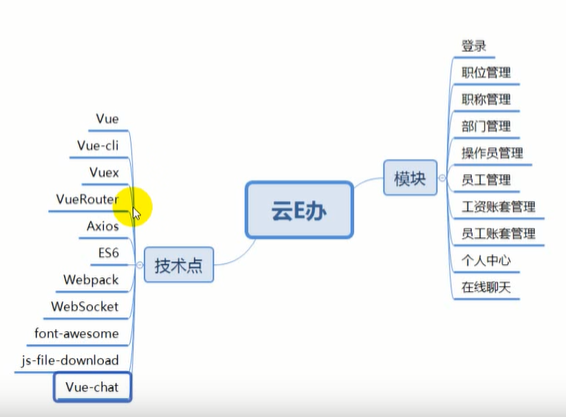 云E办
模块
登录
职位管理
职称管理
部门管理
操作员管理
员工管理
工资账套管理
员工账套管理
个人中心
在线聊天
技术点
Vue
Vue-cli
Vuex
VueRouter
Axios
ES6
Webpack
WebSocket
font-awesome
js-file-download
Vue-chat